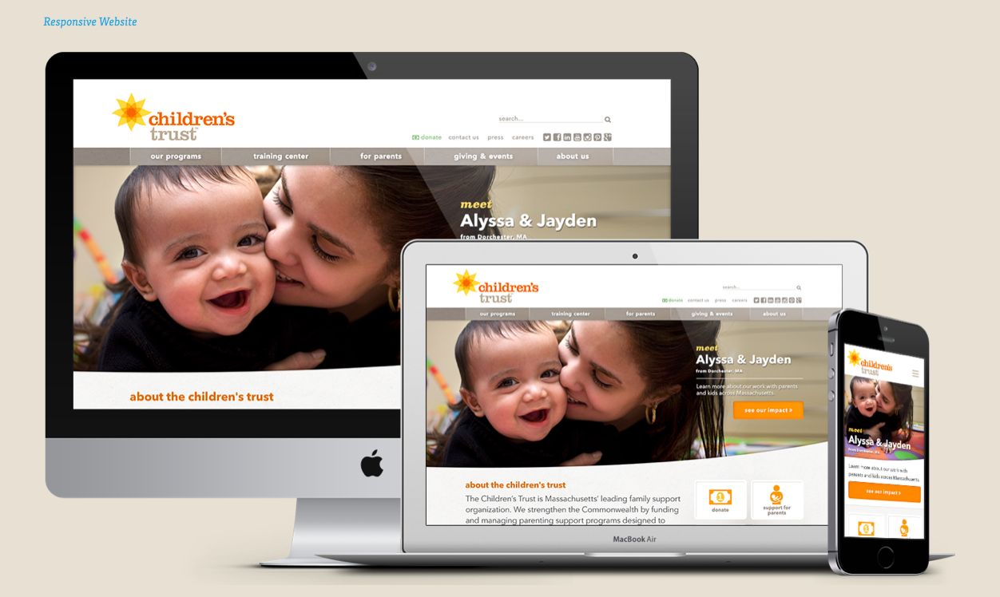 Responsive Website
children's
trust
search...
donate contact us press careers
our programs training center for parents giving & events about us
meet
Alyssa & Jayden
from Dorchester, MA
about the children's trust
children's
trust
search...
donate contact us press careers
our programs training center for parents giving & events about us
meet
Alyssa & Jayden
from Dorchester, MA
Learn more about our work with parents
and kids across Massachusetts.
see our impact >
about the children's trust
The Children's Trust is Massachusetts' leading family support
organization. We strengthen the Commonwealth by funding
and managing parenting support programs designed to
1
donate
support for
parents
MacBook Air
children's
trust
meet
Alyssa & Jayden
from Dorchester, MA
Learn more about our work with
parents and kids across Massachusetts.
see our impact >
1